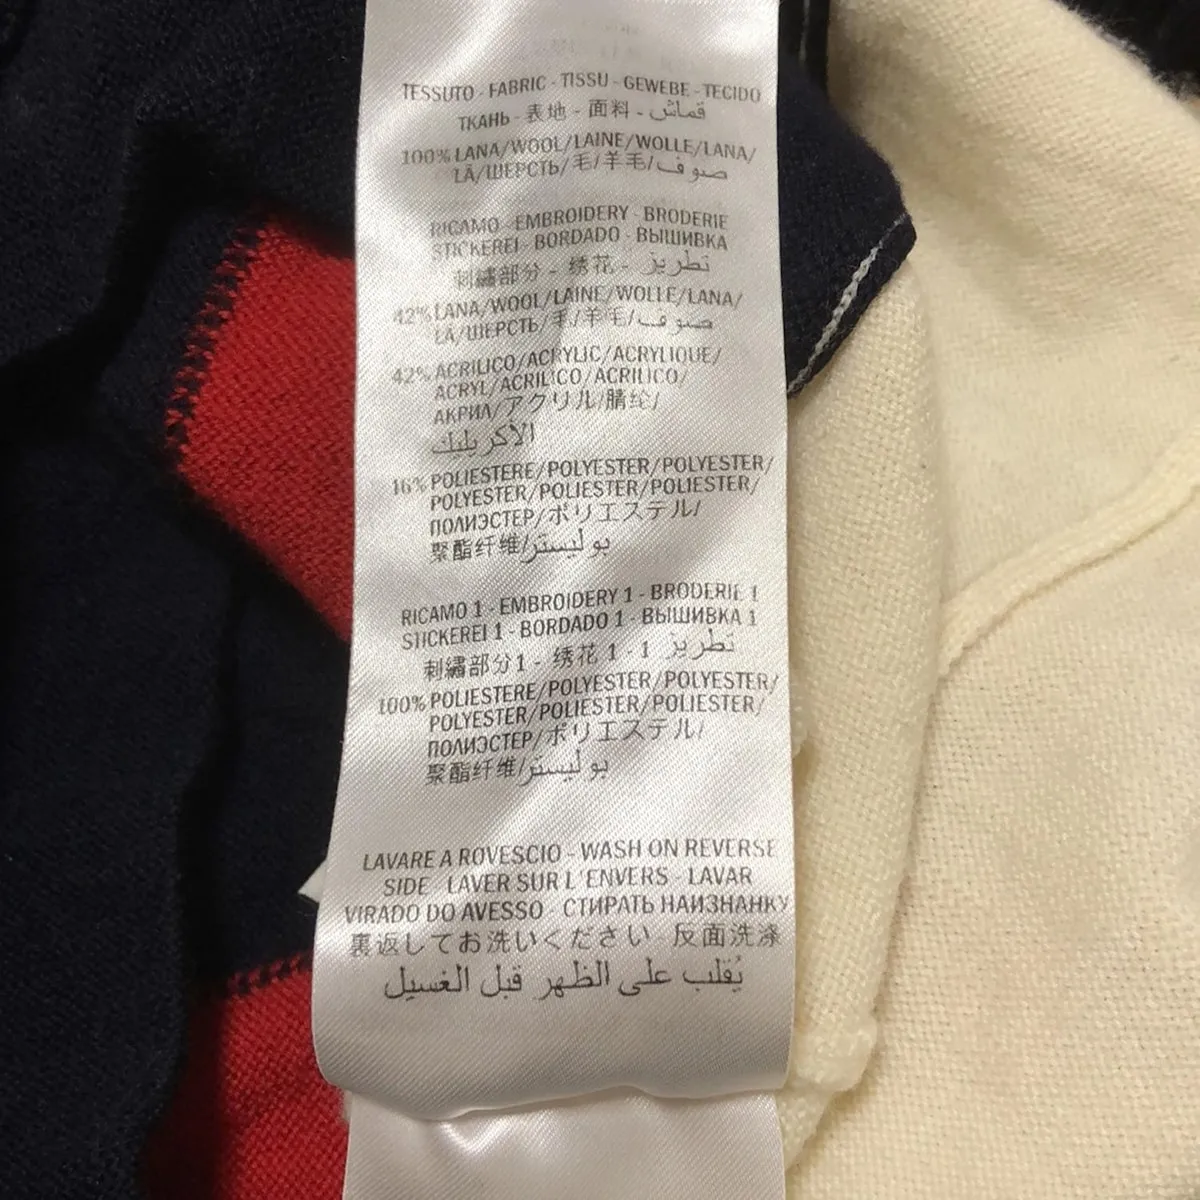 TESSUTO - FABRIC - TISSU - GEWEBE - TECIDO
ТКАНЬ - 表地 - 面料 - قماش
100% LANA/WOOL/LAINE/WOLLE/LANA/
LÃ/ШЕРСТЬ/毛/羊毛/صوف
RICAMO - EMBROIDERY - BRODERIE
STICKEREI - BORDADO - ВЫШИВКА
刺繍部分 - 绣花 - تطريز
42% LANA/WOOL/LAINE/WOLLE/LANA/
LÃ/ШЕРСТЬ/毛/羊毛/صوف
42% ACRILICO/ACRYLIC/ACRYLIQUE/
ACRYL/ACRILICO/ACRILICO/
АКРИЛ/アクリル/腈纶/
الأكريليك
16% POLIESTERE/POLYESTER/POLYESTER/
POLYESTER/POLIESTER/POLIESTER/
ПОЛИЭСТЕР/ポリエステル/
聚酯纤维/بوليستر
RICAMO 1 - EMBROIDERY 1 - BRODERIE 1
STICKEREI 1 - BORDADO 1 - ВЫШИВКА 1
刺繍部分1 - 绣花 1 - 1 تطريز
100% POLIESTERE/POLYESTER/POLYESTER/
POLYESTER/POLIESTER/POLIESTER/
ПОЛИЭСТЕР/ポリエステル/
聚酯纤维/بوليستر
LAVARE A ROVESCIO - WASH ON REVERSE
SIDE - LAVER SUR L'ENVERS - LAVAR
VIRADO DO AVESSO - СТИРАТЬ НАИЗНАНКУ
裏返してお洗いください - 反面洗涤
يُقلب على الظهر قبل الغسيل